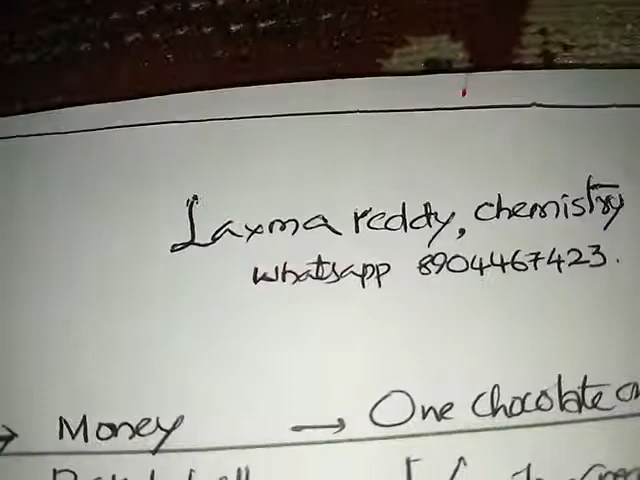 Laxma reddy, chemistry
Whatsapp 8904467423.
→ Money → One chocolate